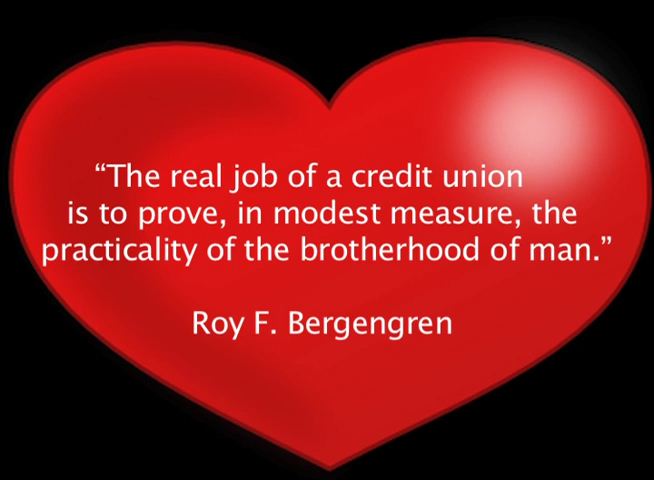 “The real job of a credit union
is to prove, in modest measure, the
practicality of the brotherhood of man.”
Roy F. Bergengren